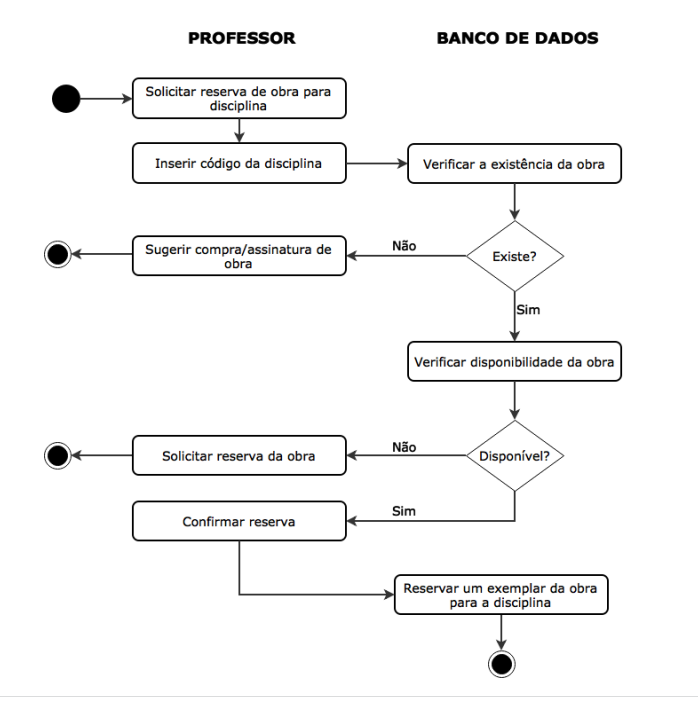 PROFESSOR
BANCO DE DADOS
Solicitar reserva de obra para
disciplina
Inserir código da disciplina
Verificar a existência da obra
Sugerir compra/assinatura de
obra
Não
Existe?
Sim
Verificar disponibilidade da obra
Solicitar reserva da obra
Não
Disponível?
Confirmar reserva
Sim
Reservar um exemplar da obra
para a disciplina